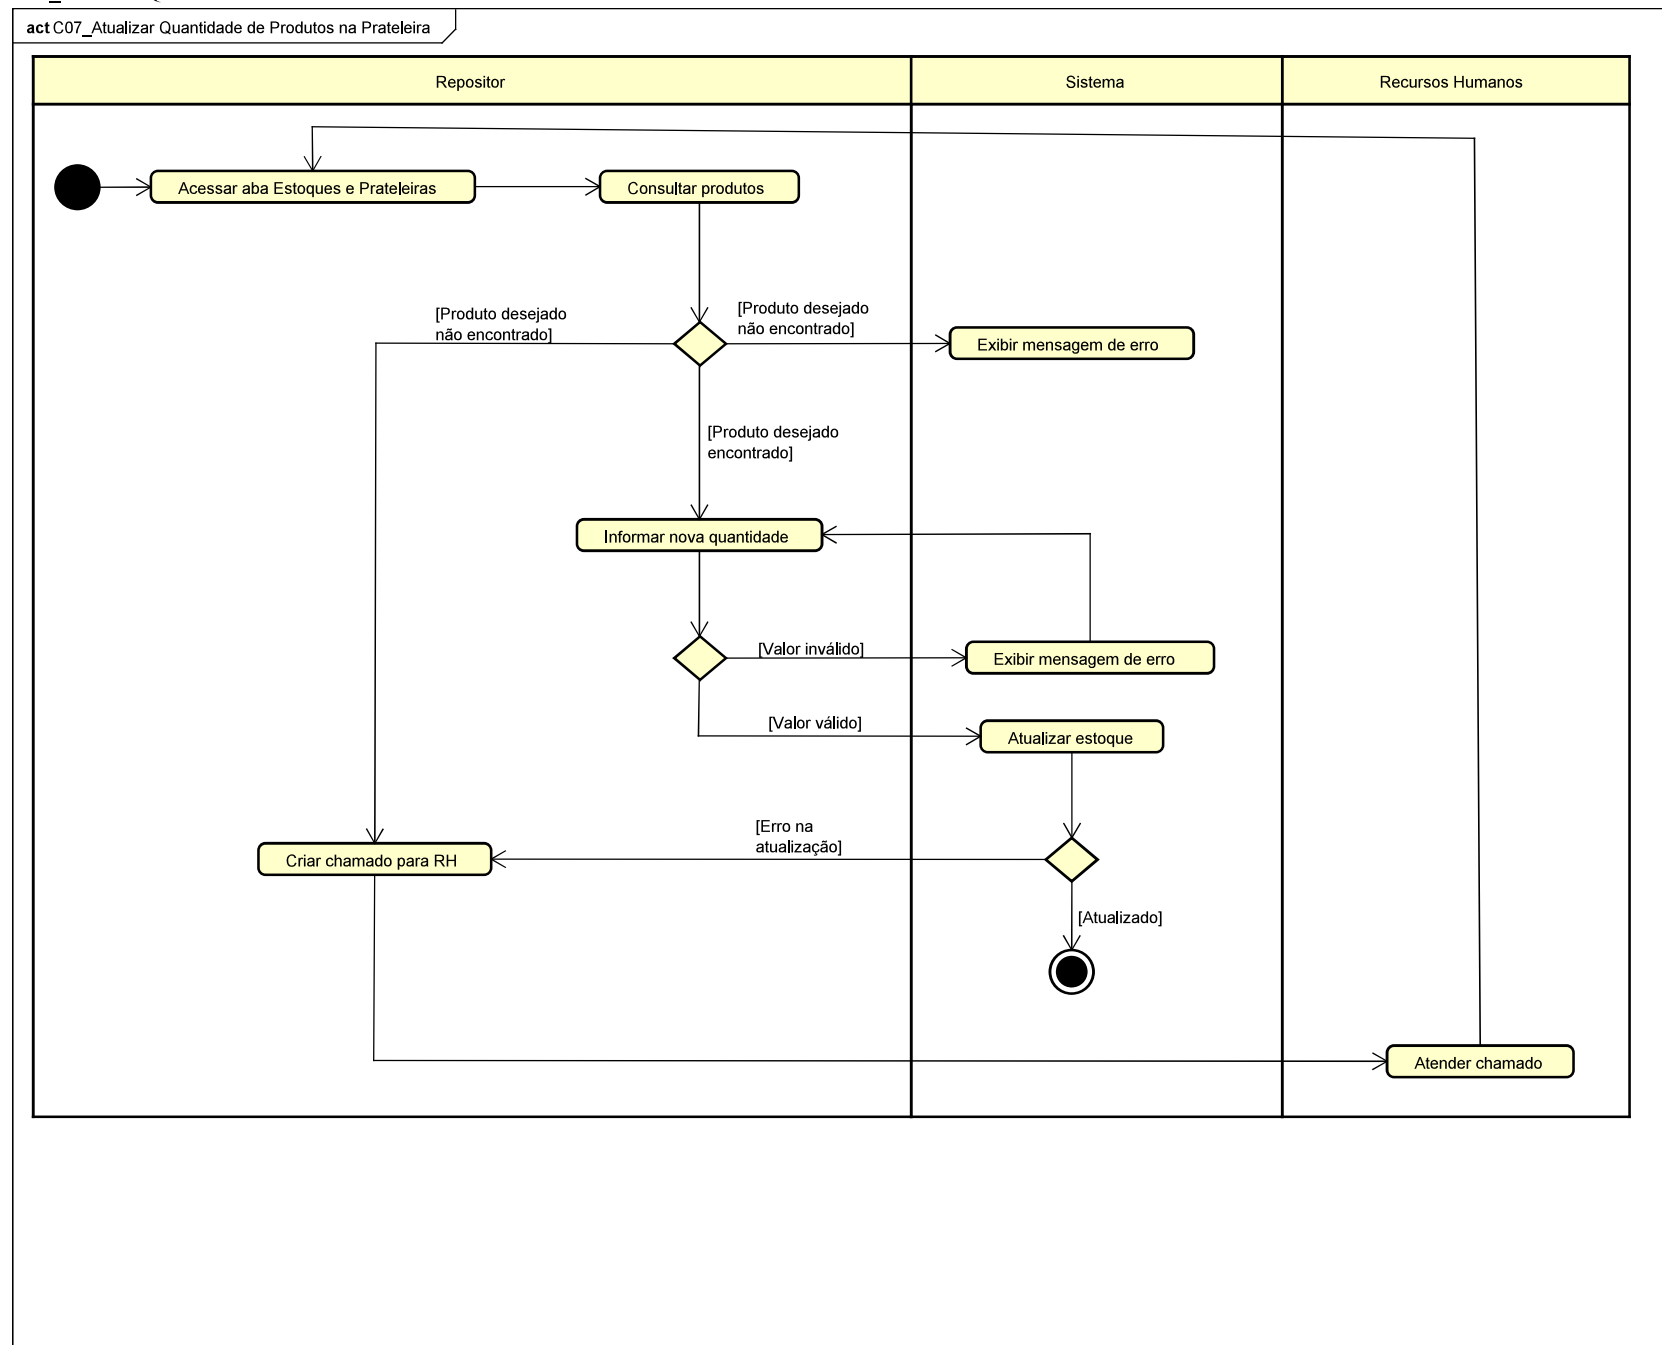 act C07_Atualizar Quantidade de Produtos na Prateleira
Repositor
Sistema
Recursos Humanos
Acessar aba Estoques e Prateleiras
Consultar produtos
[Produto desejado
não encontrado]
[Produto desejado
não encontrado]
Exibir mensagem de erro
[Produto desejado
encontrado]
Informar nova quantidade
[Valor inválido]
Exibir mensagem de erro
[Valor válido]
Atualizar estoque
[Erro na
atualização]
Criar chamado para RH
[Atualizado]
Atender chamado